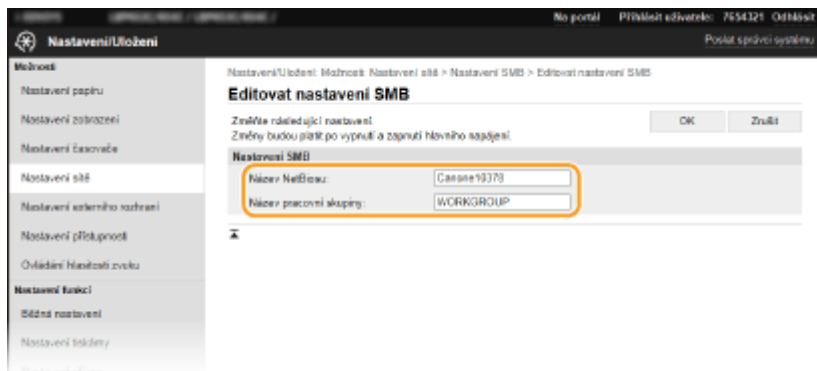 Na portál Přihlásit uživatele: 7654321 Odhlásit
Nastavení/Uložení
Poslat správci systému
Možnosti
Nastavení papíru
Nastavení zobrazení
Nastavení časovače
Nastavení sítě
Nastavení externího rozhraní
Nastavení přístupnosti
Ovládání hlasitosti zvuku
Nastavení funkcí
Běžná nastavení
Nastavení tiskárny
Nastavení/Uložení: Možnosti: Nastavení sítě > Nastavení SMB > Editovat nastavení SMB
Editovat nastavení SMB
Změňte následující nastavení.
Změny budou platit po vypnutí a zapnutí hlavního napájení.
OK Zrušit
Nastavení SMB
Název NetBiosu: Canone10378
Název pracovní skupiny: WORKGROUP